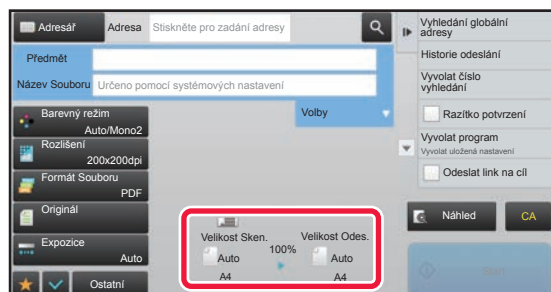 Adresář
Adresa
Stiskněte pro zadání adresy
Předmět
Název Souboru
Určeno pomocí systémových nastavení
Barevný režim
Auto/Mono2
Volby
Rozlišení
200x200dpi
Formát Souboru
PDF
Originál
Expozice
Auto
Ostatní
Velikost Sken.
100%
Velikost Odes.
Auto
Auto
A4
A4
Vyhledání globální
adresy
Historie odeslání
Vyvolat číslo
vyhledání
Razítko potvrzení
Vyvolat program
Vyvolat uložená nastavení
Odeslat link na cíl
Náhled
CA
Start